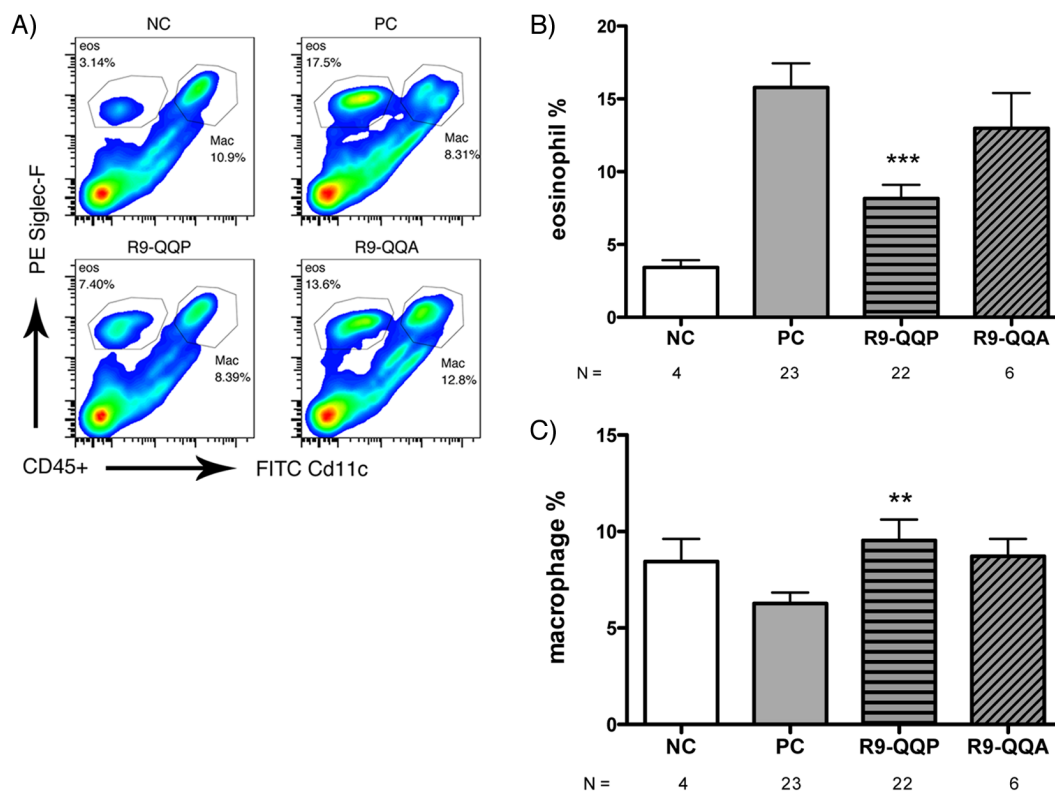 A)
NC
eos
3.14%
Mac
10.9%
PC
eos
17.5%
Mac
8.31%
R9-QQP
eos
7.40%
Mac
8.39%
R9-QQA
eos
13.6%
Mac
12.8%
PE Siglec-F
CD45+
FITC Cd11c
B)
eosinophil %
20
15
10
5
0
***
NC PC R9-QQP R9-QQA
N = 4 23 22 6
C)
macrophage %
15
10
5
0
**
NC PC R9-QQP R9-QQA
N = 4 23 22 6